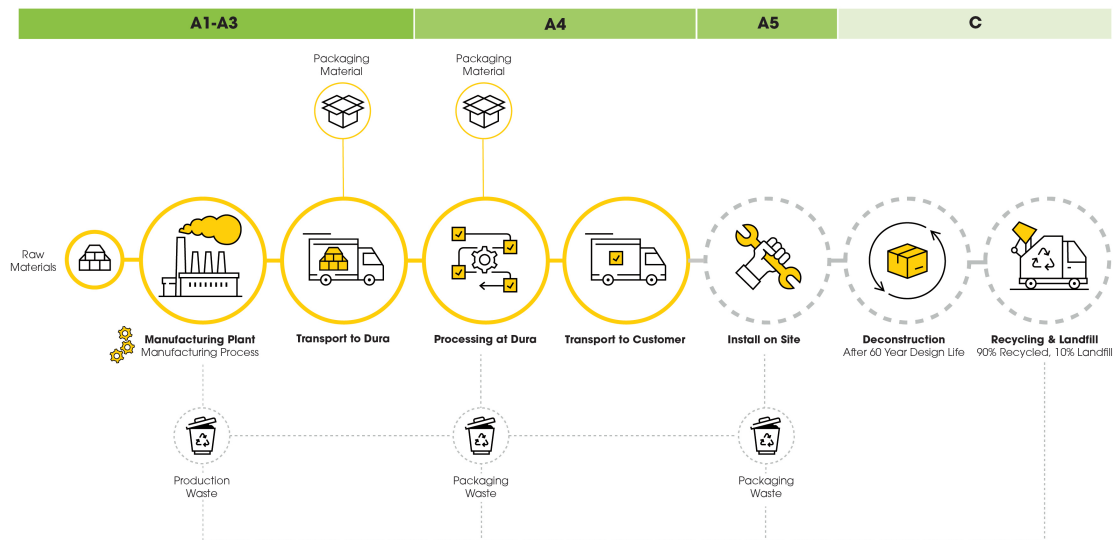 A1-A3
A4
A5
C
Packaging
Material
Packaging
Material
Raw
Materials
Manufacturing Plant
Manufacturing Process
Transport to Dura
Processing at Dura
Transport to Customer
Install on Site
Deconstruction
After 60 Year Design Life
Recycling & Landfill
90% Recycled, 10% Landfill
Production
Waste
Packaging
Waste
Packaging
Waste